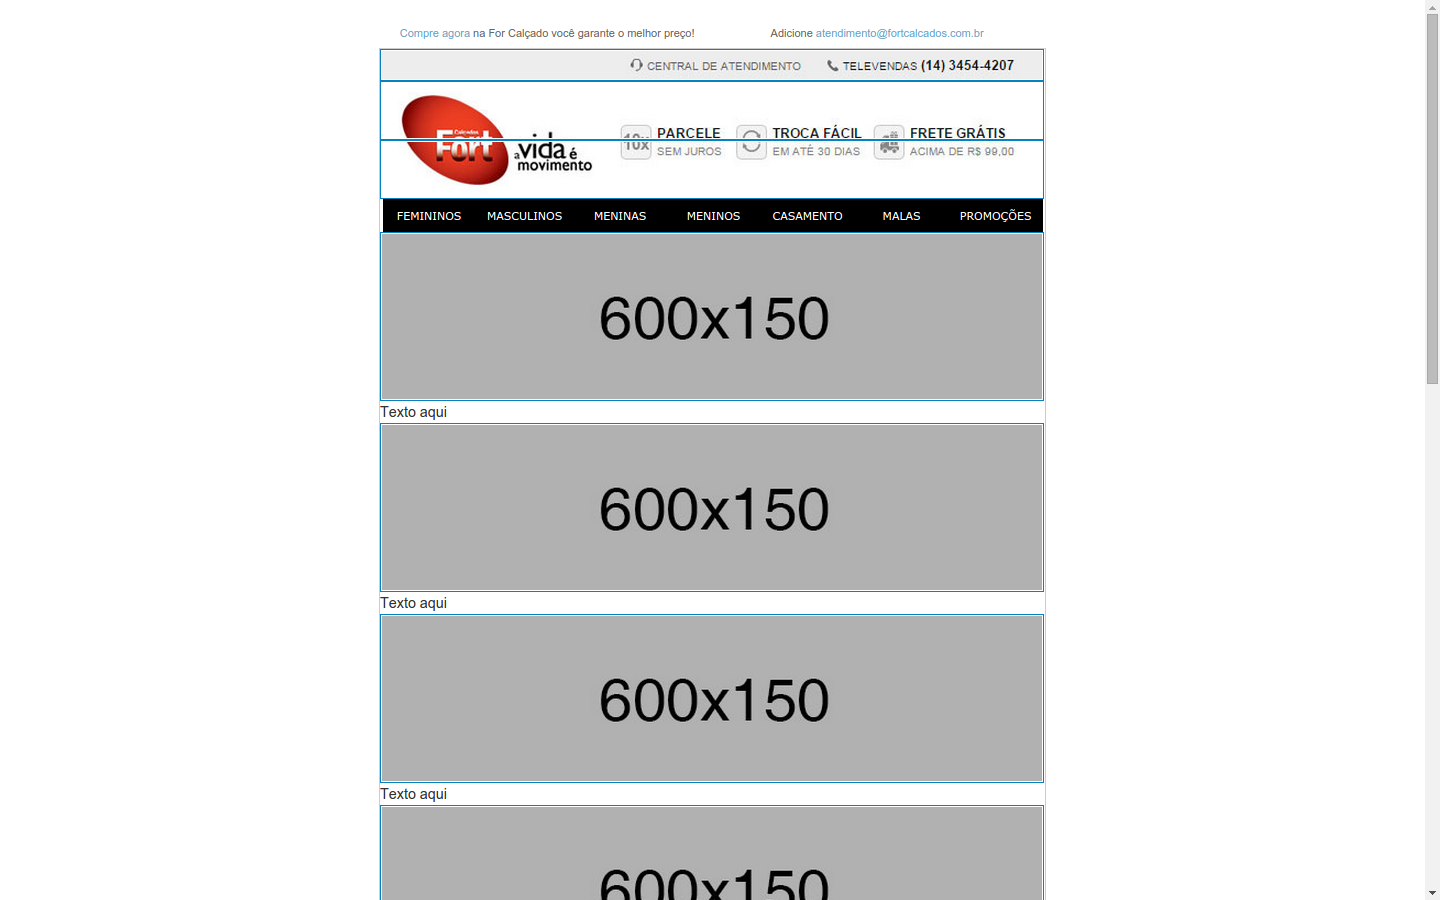 Compre agora na For Calçado você garante o melhor preço! Adicione atendimento@fortcalcados.com.br
CENTRAL DE ATENDIMENTO TELEVENDAS (14) 3454-4207
Calçados
Fort
a vida é
movimento
10x
PARCELE
SEM JUROS
TROCA FÁCIL
EM ATÉ 30 DIAS
FRETE GRÁTIS
ACIMA DE R$ 99,00
FEMININOS MASCULINOS MENINAS MENINOS CASAMENTO MALAS PROMOÇÕES
600x150
Texto aqui
600x150
Texto aqui
600x150
Texto aqui
600x150